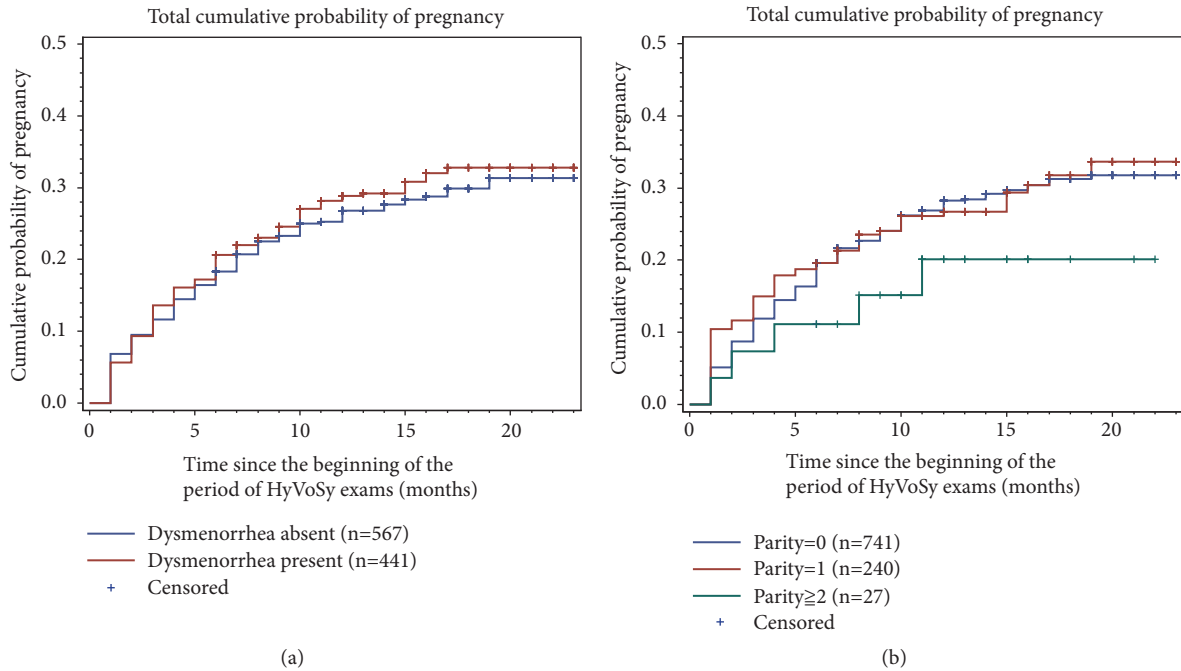 Total cumulative probability of pregnancy
0.5
0.4
0.3
0.2
0.1
0.0
Cumulative probability of pregnancy
0 5 10 15 20
Time since the beginning of the
period of HyVoSy exams (months)
Dysmenorrhea absent (n=567)
Dysmenorrhea present (n=441)
+ Censored
(a)
Total cumulative probability of pregnancy
0.5
0.4
0.3
0.2
0.1
0.0
Cumulative probability of pregnancy
0 5 10 15 20
Time since the beginning of the
period of HyVoSy exams (months)
Parity=0 (n=741)
Parity=1 (n=240)
Parity≧2 (n=27)
+ Censored
(b)